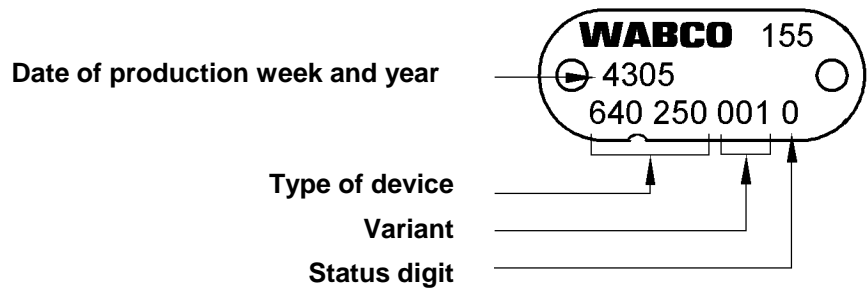 WABCO 155
Date of production week and year 4305
640 250 001 0
Type of device
Variant
Status digit